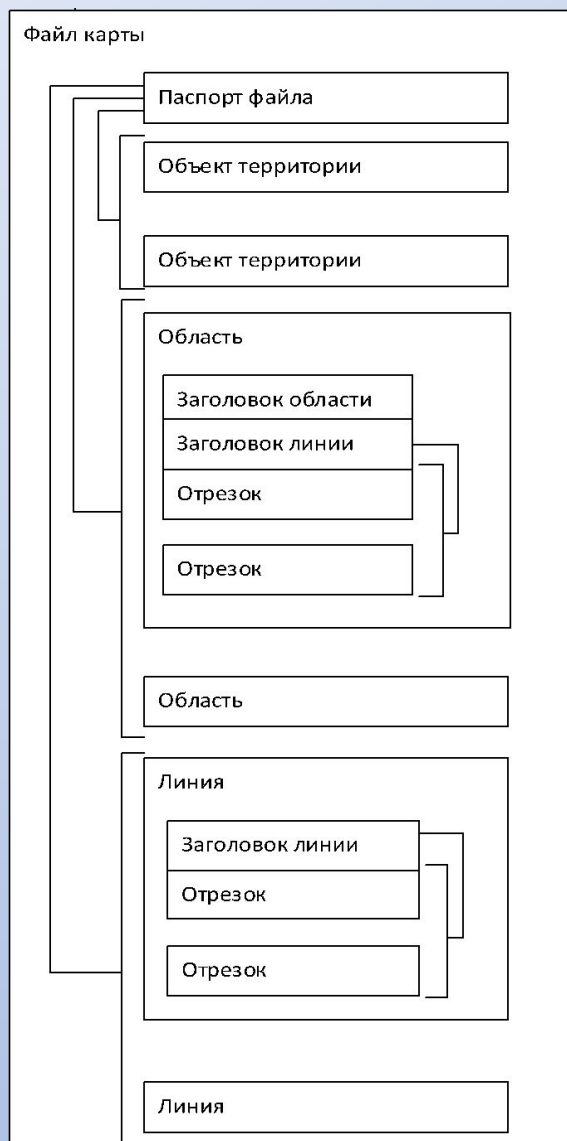 Файл карты
Паспорт файла
Объект территории
Объект территории
Область
Заголовок области
Заголовок линии
Отрезок
Отрезок
Область
Линия
Заголовок линии
Отрезок
Отрезок
Линия